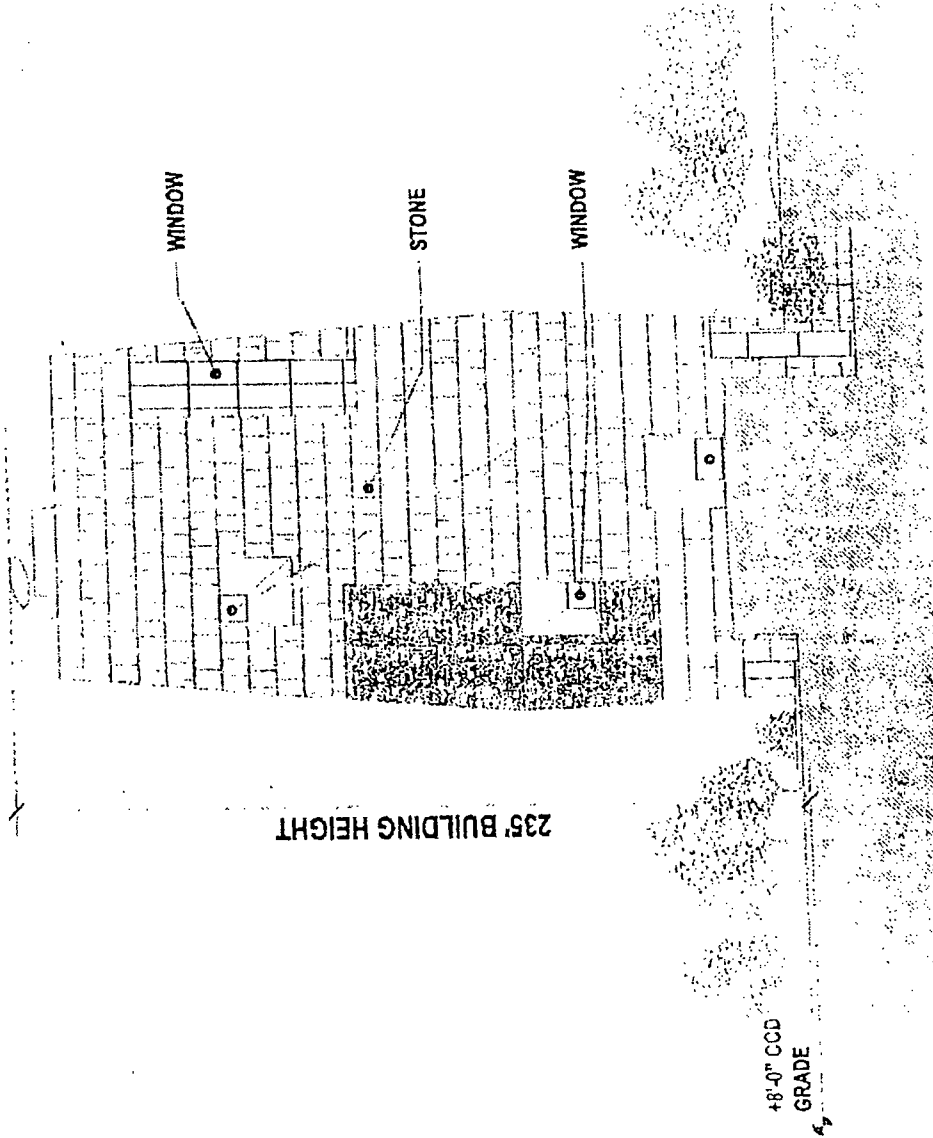 WINDOW
STONE
WINDOW
235' BUILDING HEIGHT
+8'-0" CCD
GRADE